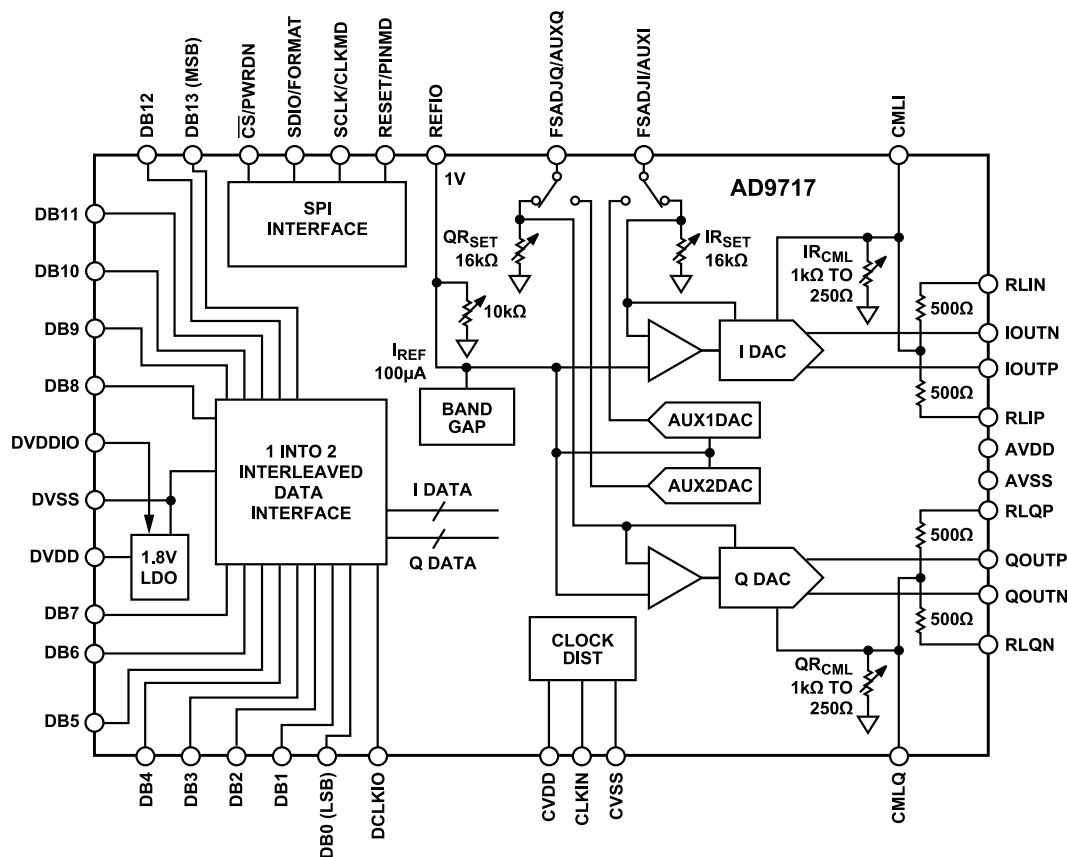 DB12
DB13 (MSB)
CS/PWRDN
SDIO/FORMAT
SCLK/CLKMD
RESET/PINMD
REFIO
FSADJQ/AUXQ
FSADJI/AUXI
CMLI
1V
AD9717
SPI
INTERFACE
DB11
DB10
DB9
DB8
DVDDIO
DVSS
DVDD
DB7
DB6
DB5
QRSET
16kΩ
IRSET
16kΩ
IRCML
1kΩ TO
250Ω
10kΩ
IREF
100µA
BAND
GAP
I DAC
AUX1DAC
AUX2DAC
500Ω
500Ω
RLIN
IOUTN
IOUTP
RLIP
AVDD
AVSS
RLQP
QOUTP
QOUTN
RLQN
1 INTO 2
INTERLEAVED
DATA
INTERFACE
I DATA
Q DATA
1.8V
LDO
Q DAC
500Ω
500Ω
CLOCK
DIST
QRCML
1kΩ TO
250Ω
DB4
DB3
DB2
DB1
DB0 (LSB)
DCLKIO
CVDD
CLKIN
CVSS
CMLQ